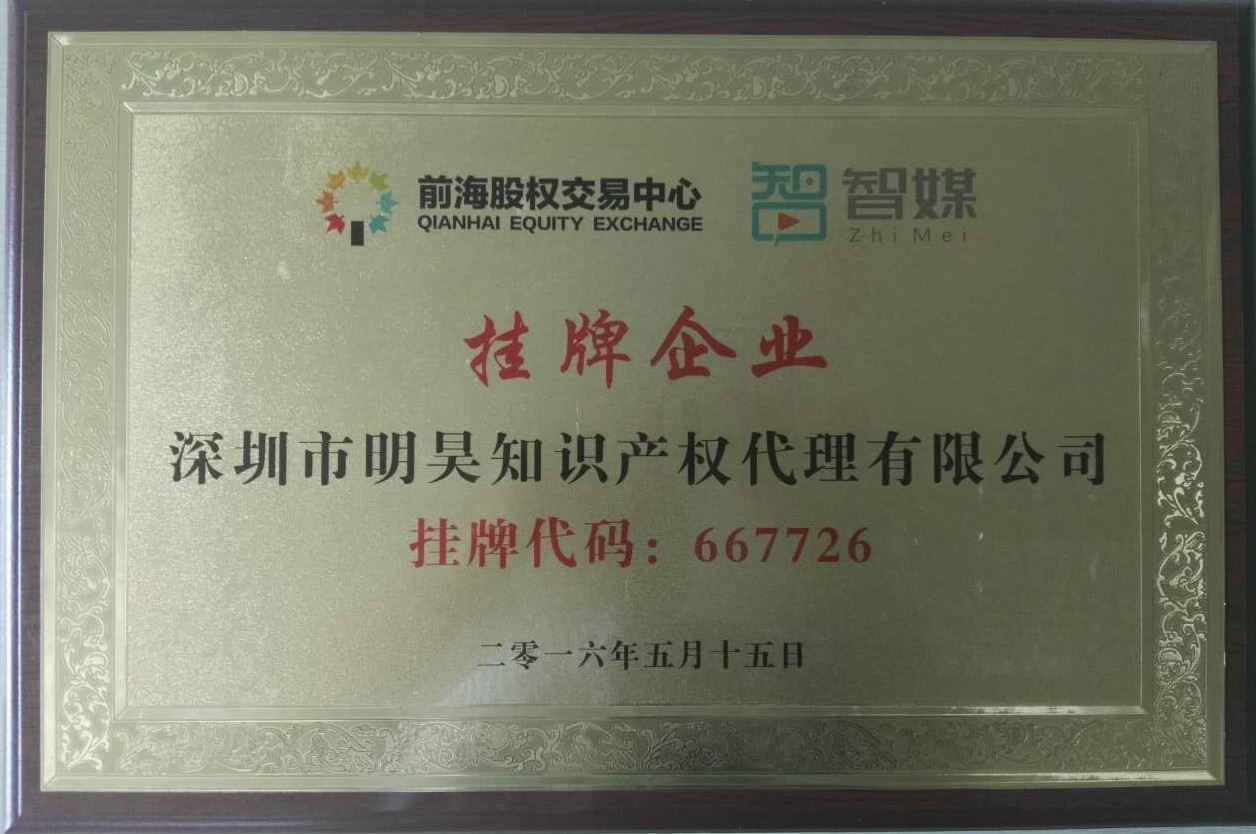 前海股权交易中心 智媒
QIANHAI EQUITY EXCHANGE Zhi Mei
挂牌企业
深圳市明昊知识产权代理有限公司
挂牌代码：667726
二零一六年五月十五日